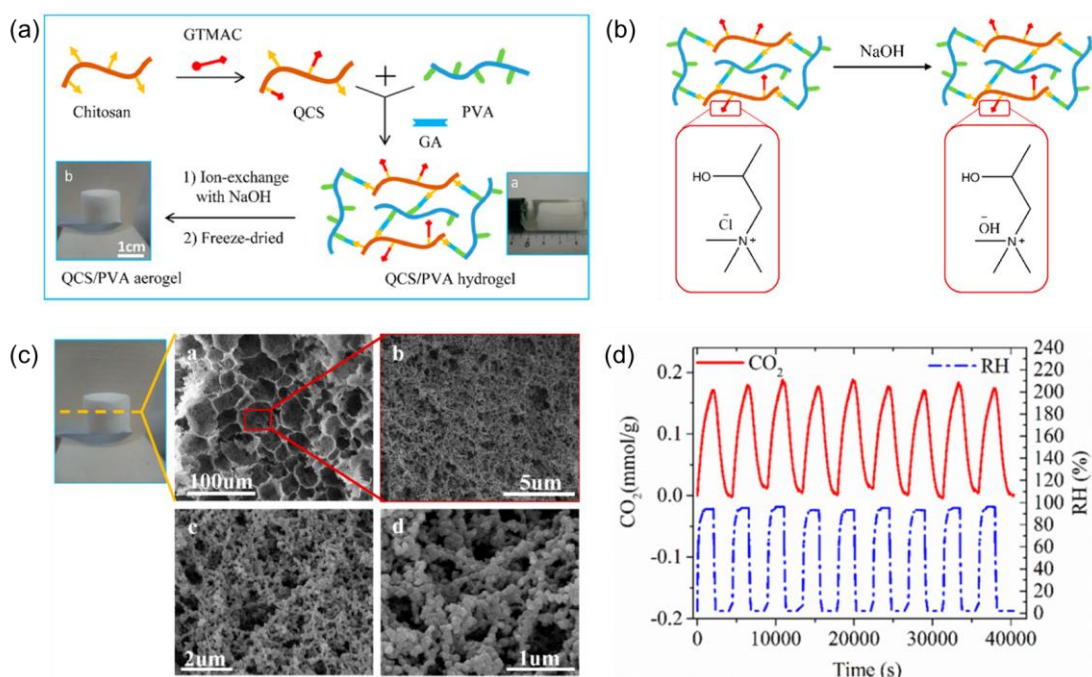 (a)
GTMAC
Chitosan
QCS
+
PVA
GA
b
1cm
QCS/PVA aerogel
1) Ion-exchange
with NaOH
2) Freeze-dried
a
QCS/PVA hydrogel
(b)
NaOH
HO
Cl
−
N+
HO
−
OH
N+
(c)
a
100um
b
5um
c
2um
d
1um
(d)
CO2
RH
CO2(mmol/g)
0.2
0.1
0.0
-0.1
-0.2
240
220
200
180
160
140
120
100
80
60
40
20
0
RH (%)
0 10000 20000 30000 40000
Time (s)